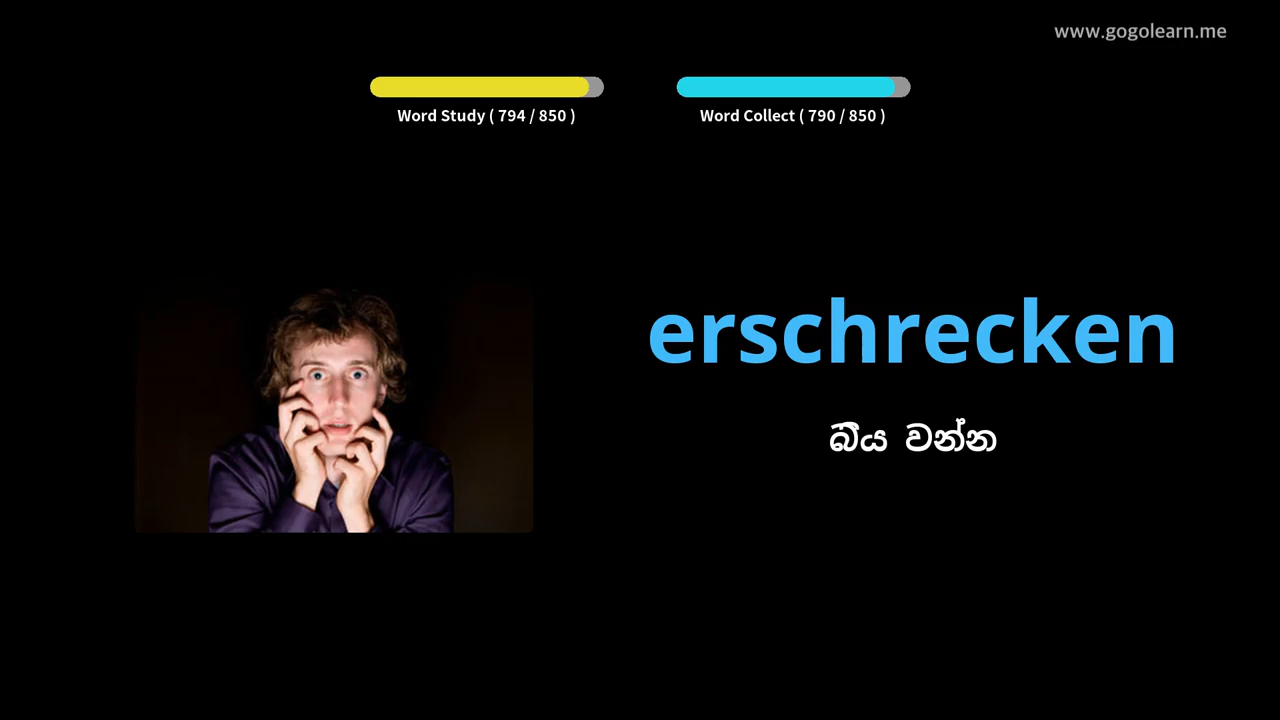 www.gogolearn.me
Word Study ( 794 / 850 )
Word Collect ( 790 / 850 )
erschrecken
බිය වන්න